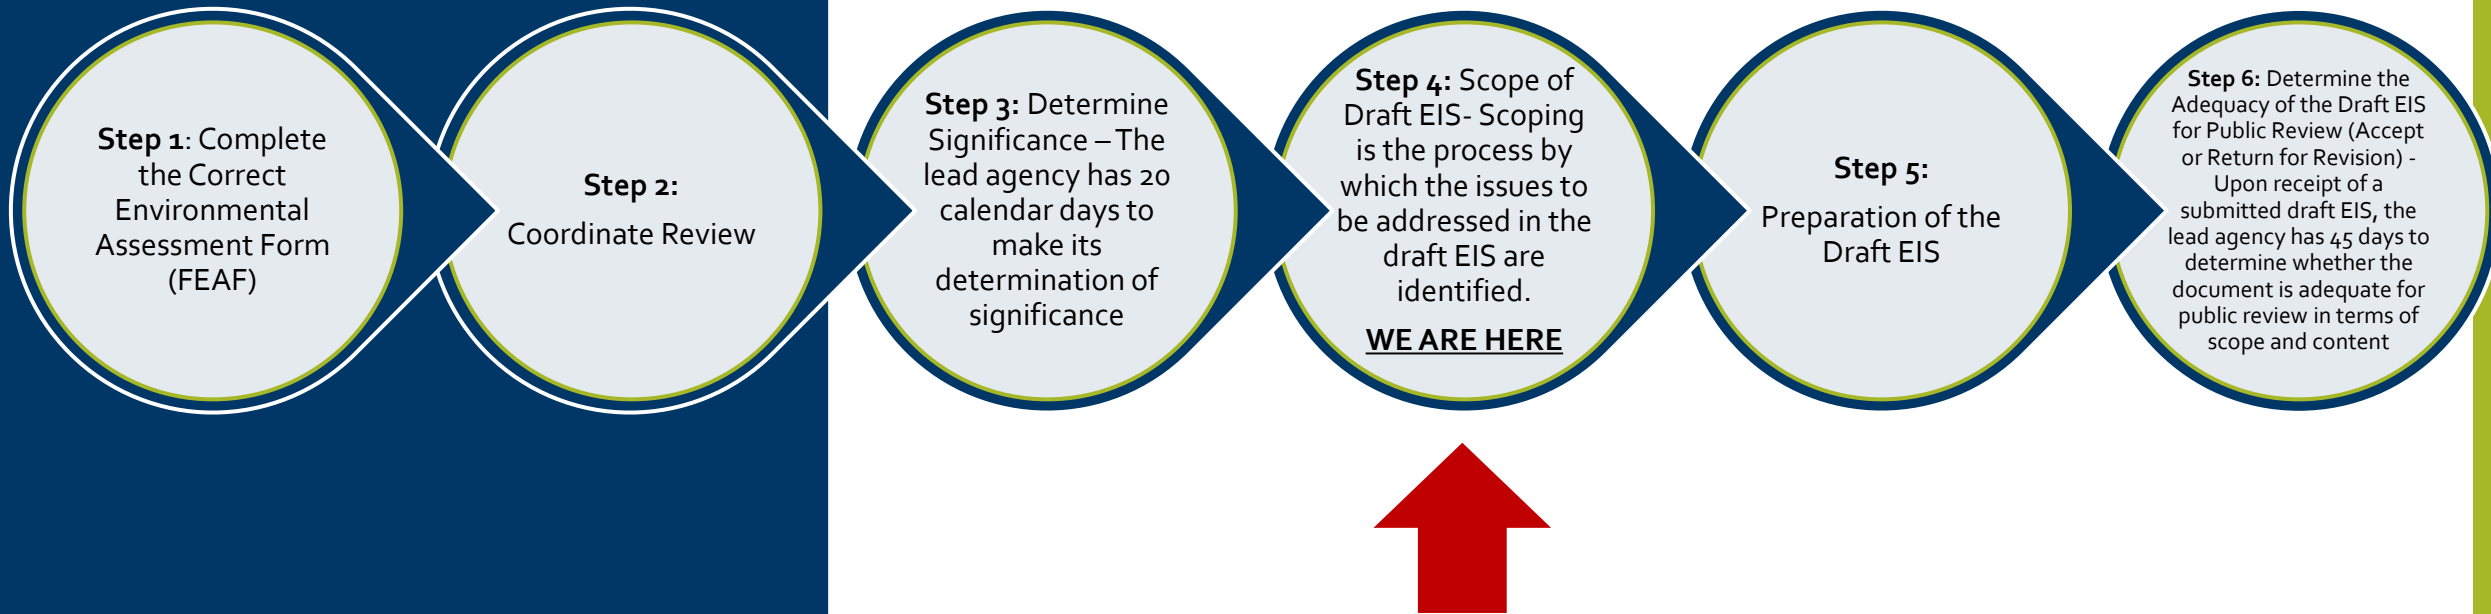 Step 1: Complete
the Correct
Environmental
Assessment Form
(FEAF)
Step 2:
Coordinate Review
Step 3: Determine
Significance – The
lead agency has 20
calendar days to
make its
determination of
significance
Step 4: Scope of
Draft EIS- Scoping
is the process by
which the issues to
be addressed in the
draft EIS are
identified.
WE ARE HERE
Step 5:
Preparation of the
Draft EIS
Step 6: Determine the
Adequacy of the Draft EIS
for Public Review (Accept
or Return for Revision) -
Upon receipt of a
submitted draft EIS, the
lead agency has 45 days to
determine whether the
document is adequate for
public review in terms of
scope and content